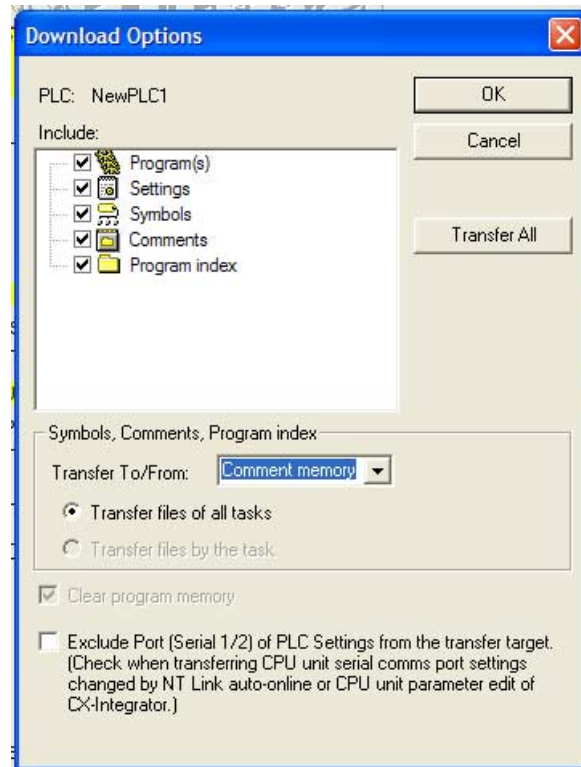 Download Options
PLC: NewPLC1
OK
Include:
Cancel
Program(s)
Settings
Symbols
Comments
Program index
Transfer All
Symbols, Comments, Program index
Transfer To/From: Comment memory
Transfer files of all tasks
Transfer files by the task
Clear program memory
Exclude Port (Serial 1/2) of PLC Settings from the transfer target.
(Check when transferring CPU unit serial comms port settings
changed by NT Link auto-online or CPU unit parameter edit of
CX-Integrator.)